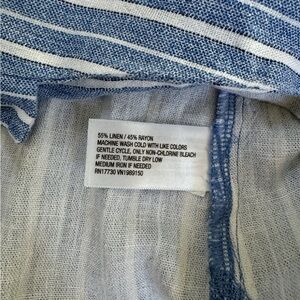 55% LINEN / 45% RAYON
MACHINE WASH COLD WITH LIKE COLORS
GENTLE CYCLE, ONLY NON-CHLORINE BLEACH
IF NEEDED, TUMBLE DRY LOW
MEDIUM IRON IF NEEDED
RN17730 VN1989150